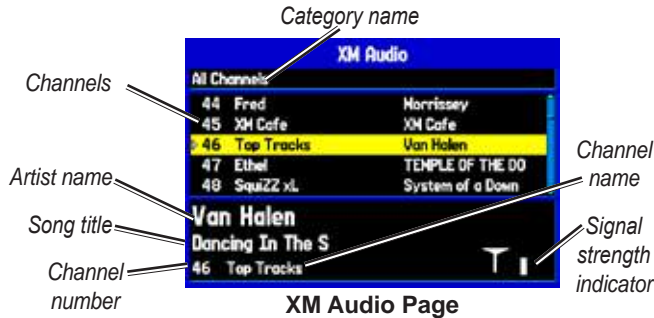 Category name
XM Audio
All Channels
Channels
44 Fred Morrissey
45 XM Cafe XM Cafe
46 Top Tracks Van Halen
47 Ethel TEMPLE OF THE DO
48 SquiZZ xL System of a Down
Channel name
Artist name
Van Halen
Song title
Dancing In The S
Channel number
46 Top Tracks
Signal strength indicator
XM Audio Page